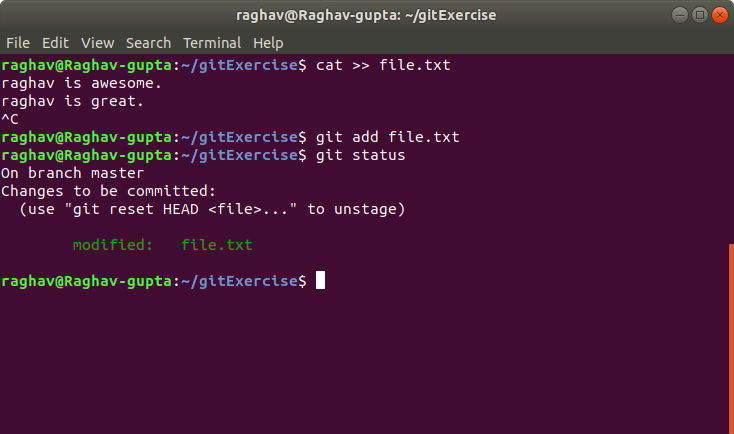 raghav@Raghav-gupta: ~/gitExercise
File Edit View Search Terminal Help
raghav@Raghav-gupta:~/gitExercise$ cat >> file.txt
raghav is awesome.
raghav is great.
^C
raghav@Raghav-gupta:~/gitExercise$ git add file.txt
raghav@Raghav-gupta:~/gitExercise$ git status
On branch master
Changes to be committed:
  (use "git reset HEAD <file>..." to unstage)
        modified:   file.txt
raghav@Raghav-gupta:~/gitExercise$